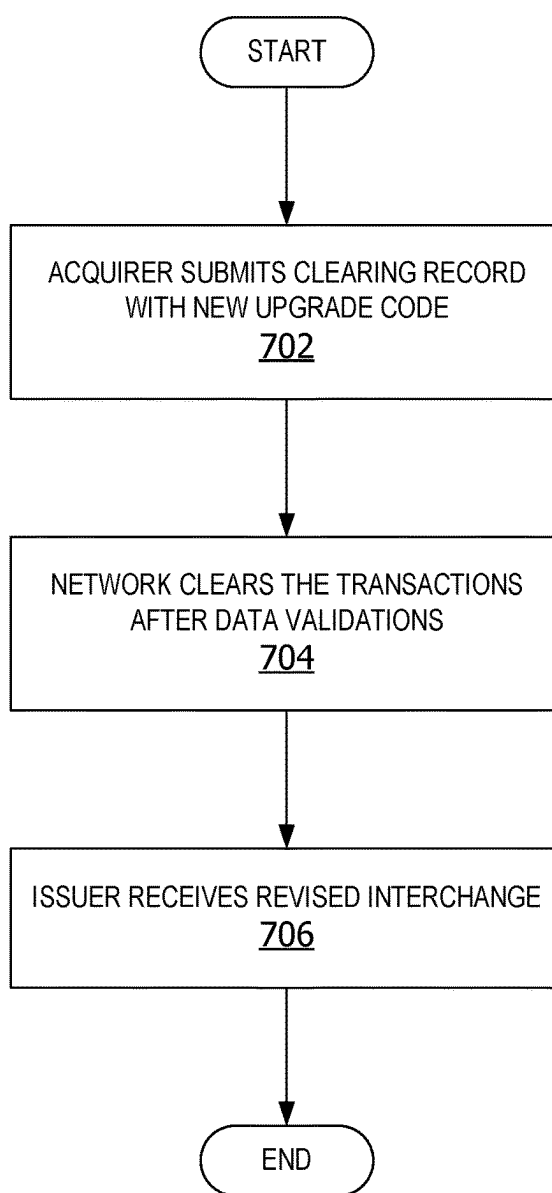 START
ACQUIRER SUBMITS CLEARING RECORD
WITH NEW UPGRADE CODE
702
NETWORK CLEARS THE TRANSACTIONS
AFTER DATA VALIDATIONS
704
ISSUER RECEIVES REVISED INTERCHANGE
706
END